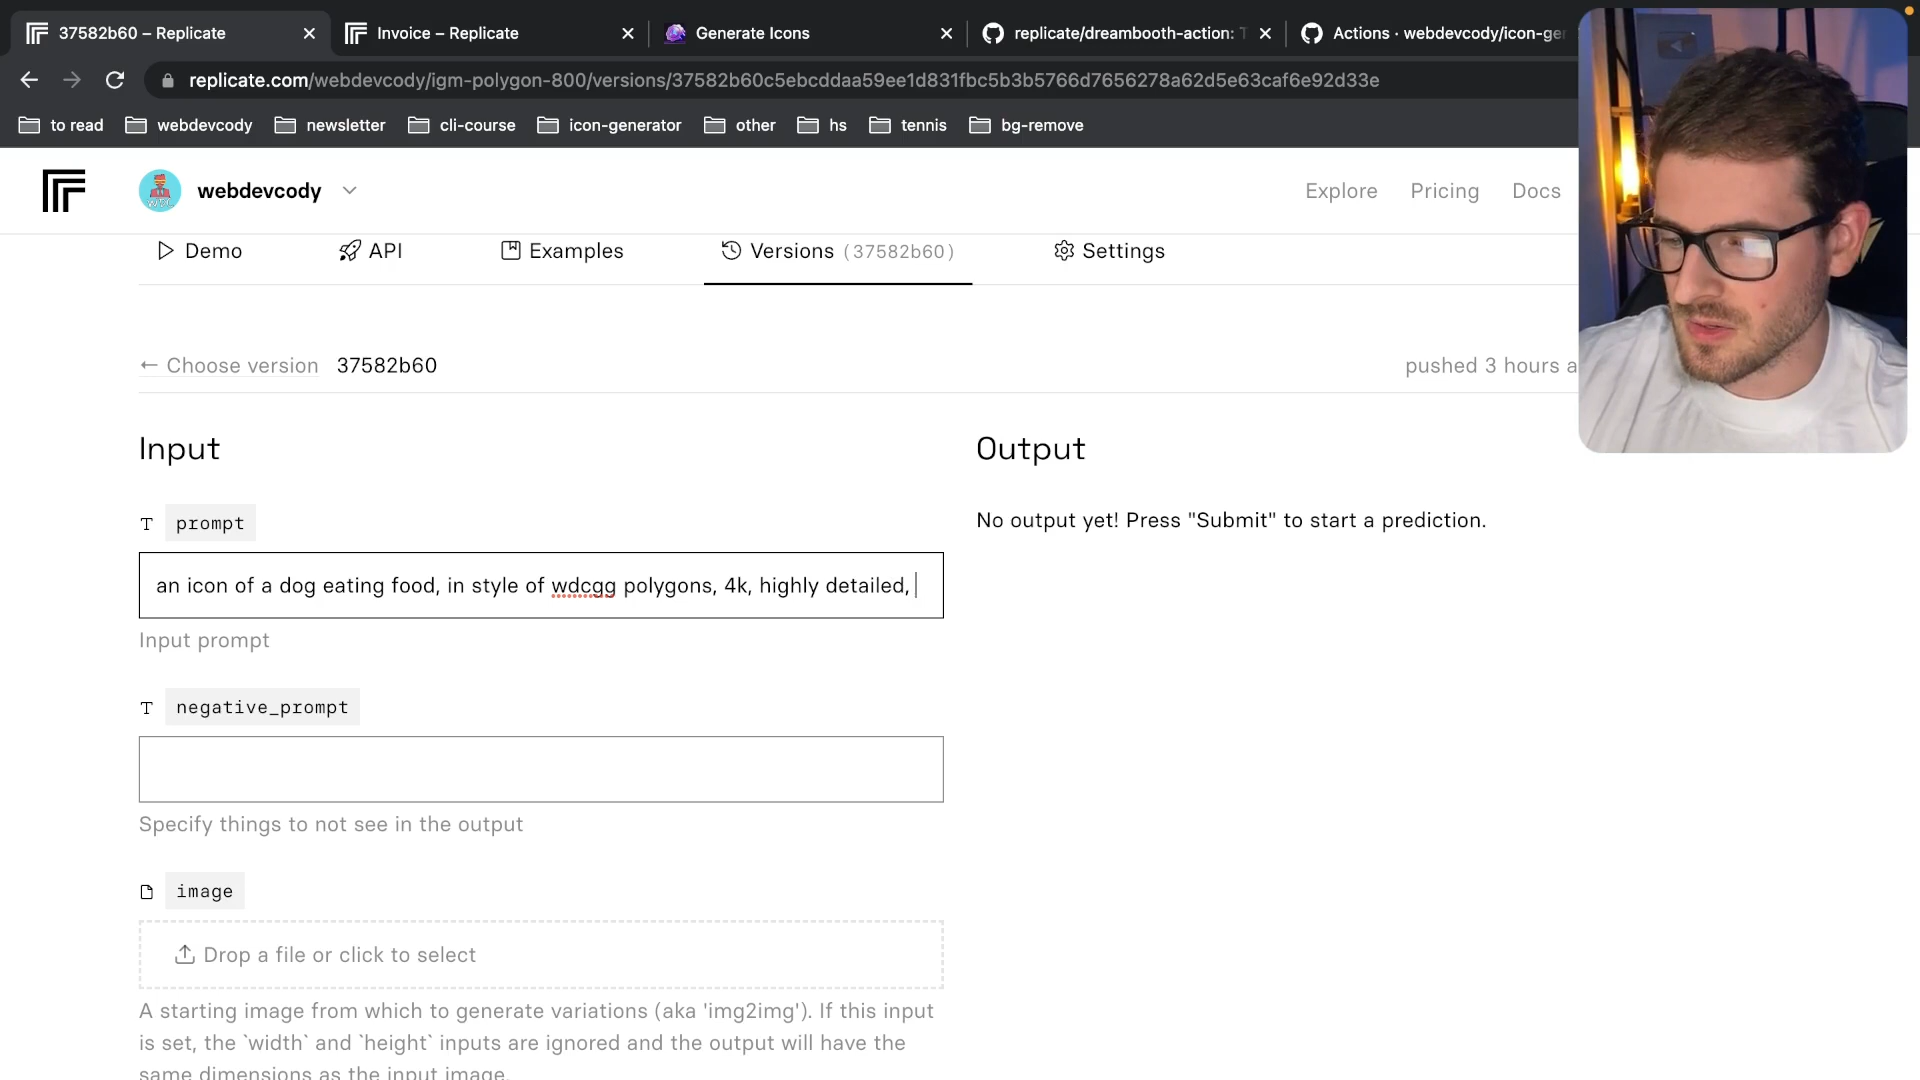 37582b60 – Replicate
Invoice – Replicate
Generate Icons
replicate/dreambooth-action: T
Actions · webdevcody/icon-ge
replicate.com/webdevcody/igm-polygon-800/versions/37582b60c5ebcddaa59ee1d831fbc5b3b5766d7656278a62d5e63caf6e92d33e
to read
webdevcody
newsletter
cli-course
icon-generator
other
hs
tennis
bg-remove
webdevcody
Explore
Pricing
Docs
Demo
API
Examples
Versions (37582b60)
Settings
← Choose version 37582b60
pushed 3 hours a
Input
Output
T prompt
No output yet! Press "Submit" to start a prediction.
an icon of a dog eating food, in style of wdcgg polygons, 4k, highly detailed,
Input prompt
T negative_prompt
Specify things to not see in the output
image
Drop a file or click to select
A starting image from which to generate variations (aka 'img2img'). If this input
is set, the `width` and `height` inputs are ignored and the output will have the
same dimensions as the input image.